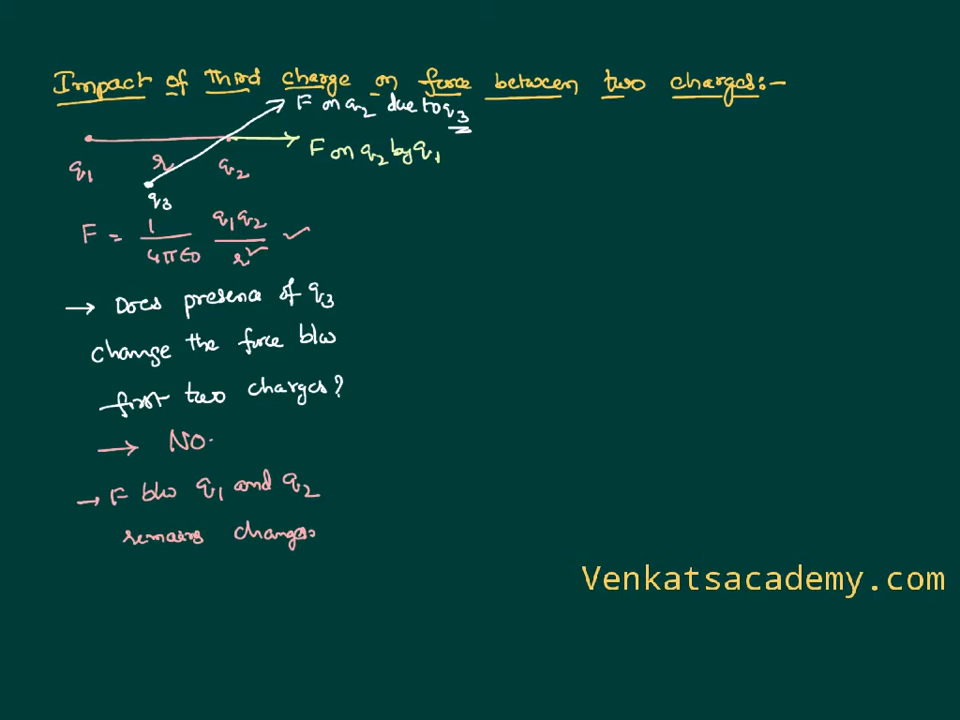 Impact of Third charge on force between two charges:-
F on q2 due to q3
q1 r q2
F on q2 by q1
q3
F = 1/4π∈0 q1q2/r² ✓
→ Does presence of q3
change the force b/w
first two charges?
→ NO.
→ F b/w q1 and q2
remains changes
Venkatsacademy.com